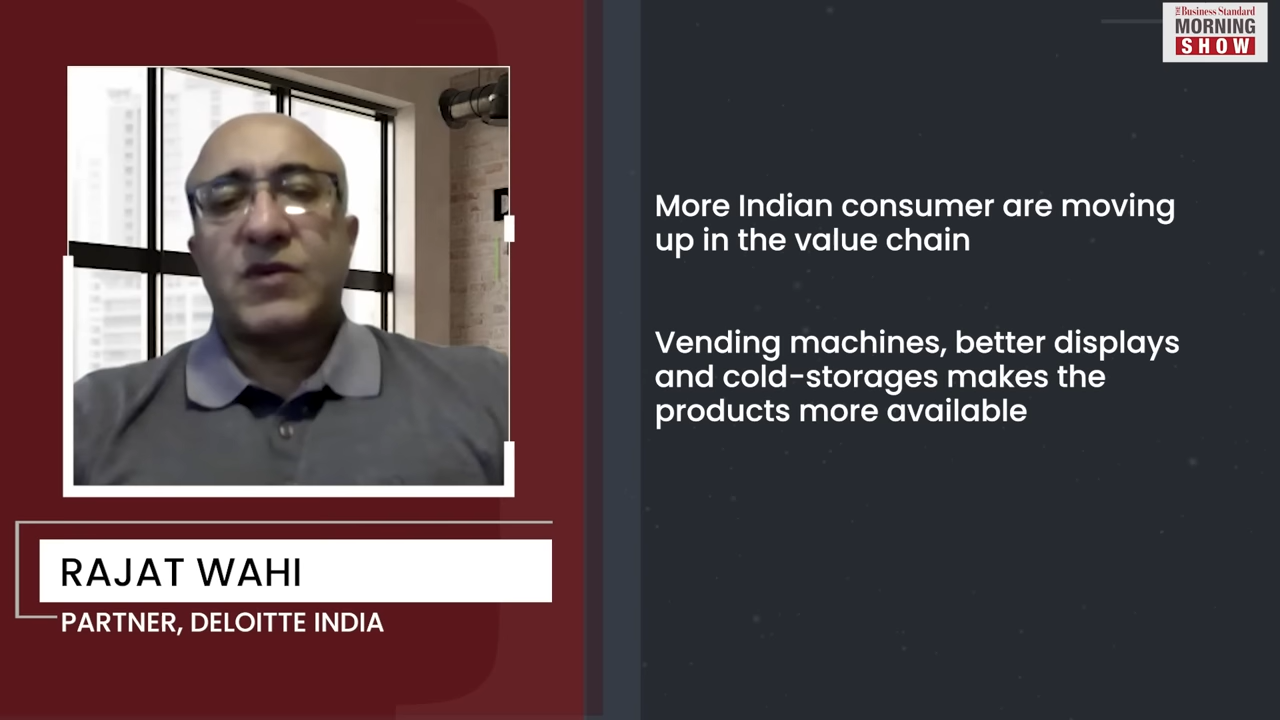 THE Business Standard
MORNING
SHOW
More Indian consumer are moving
up in the value chain
Vending machines, better displays
and cold-storages makes the
products more available
RAJAT WAHI
PARTNER, DELOITTE INDIA